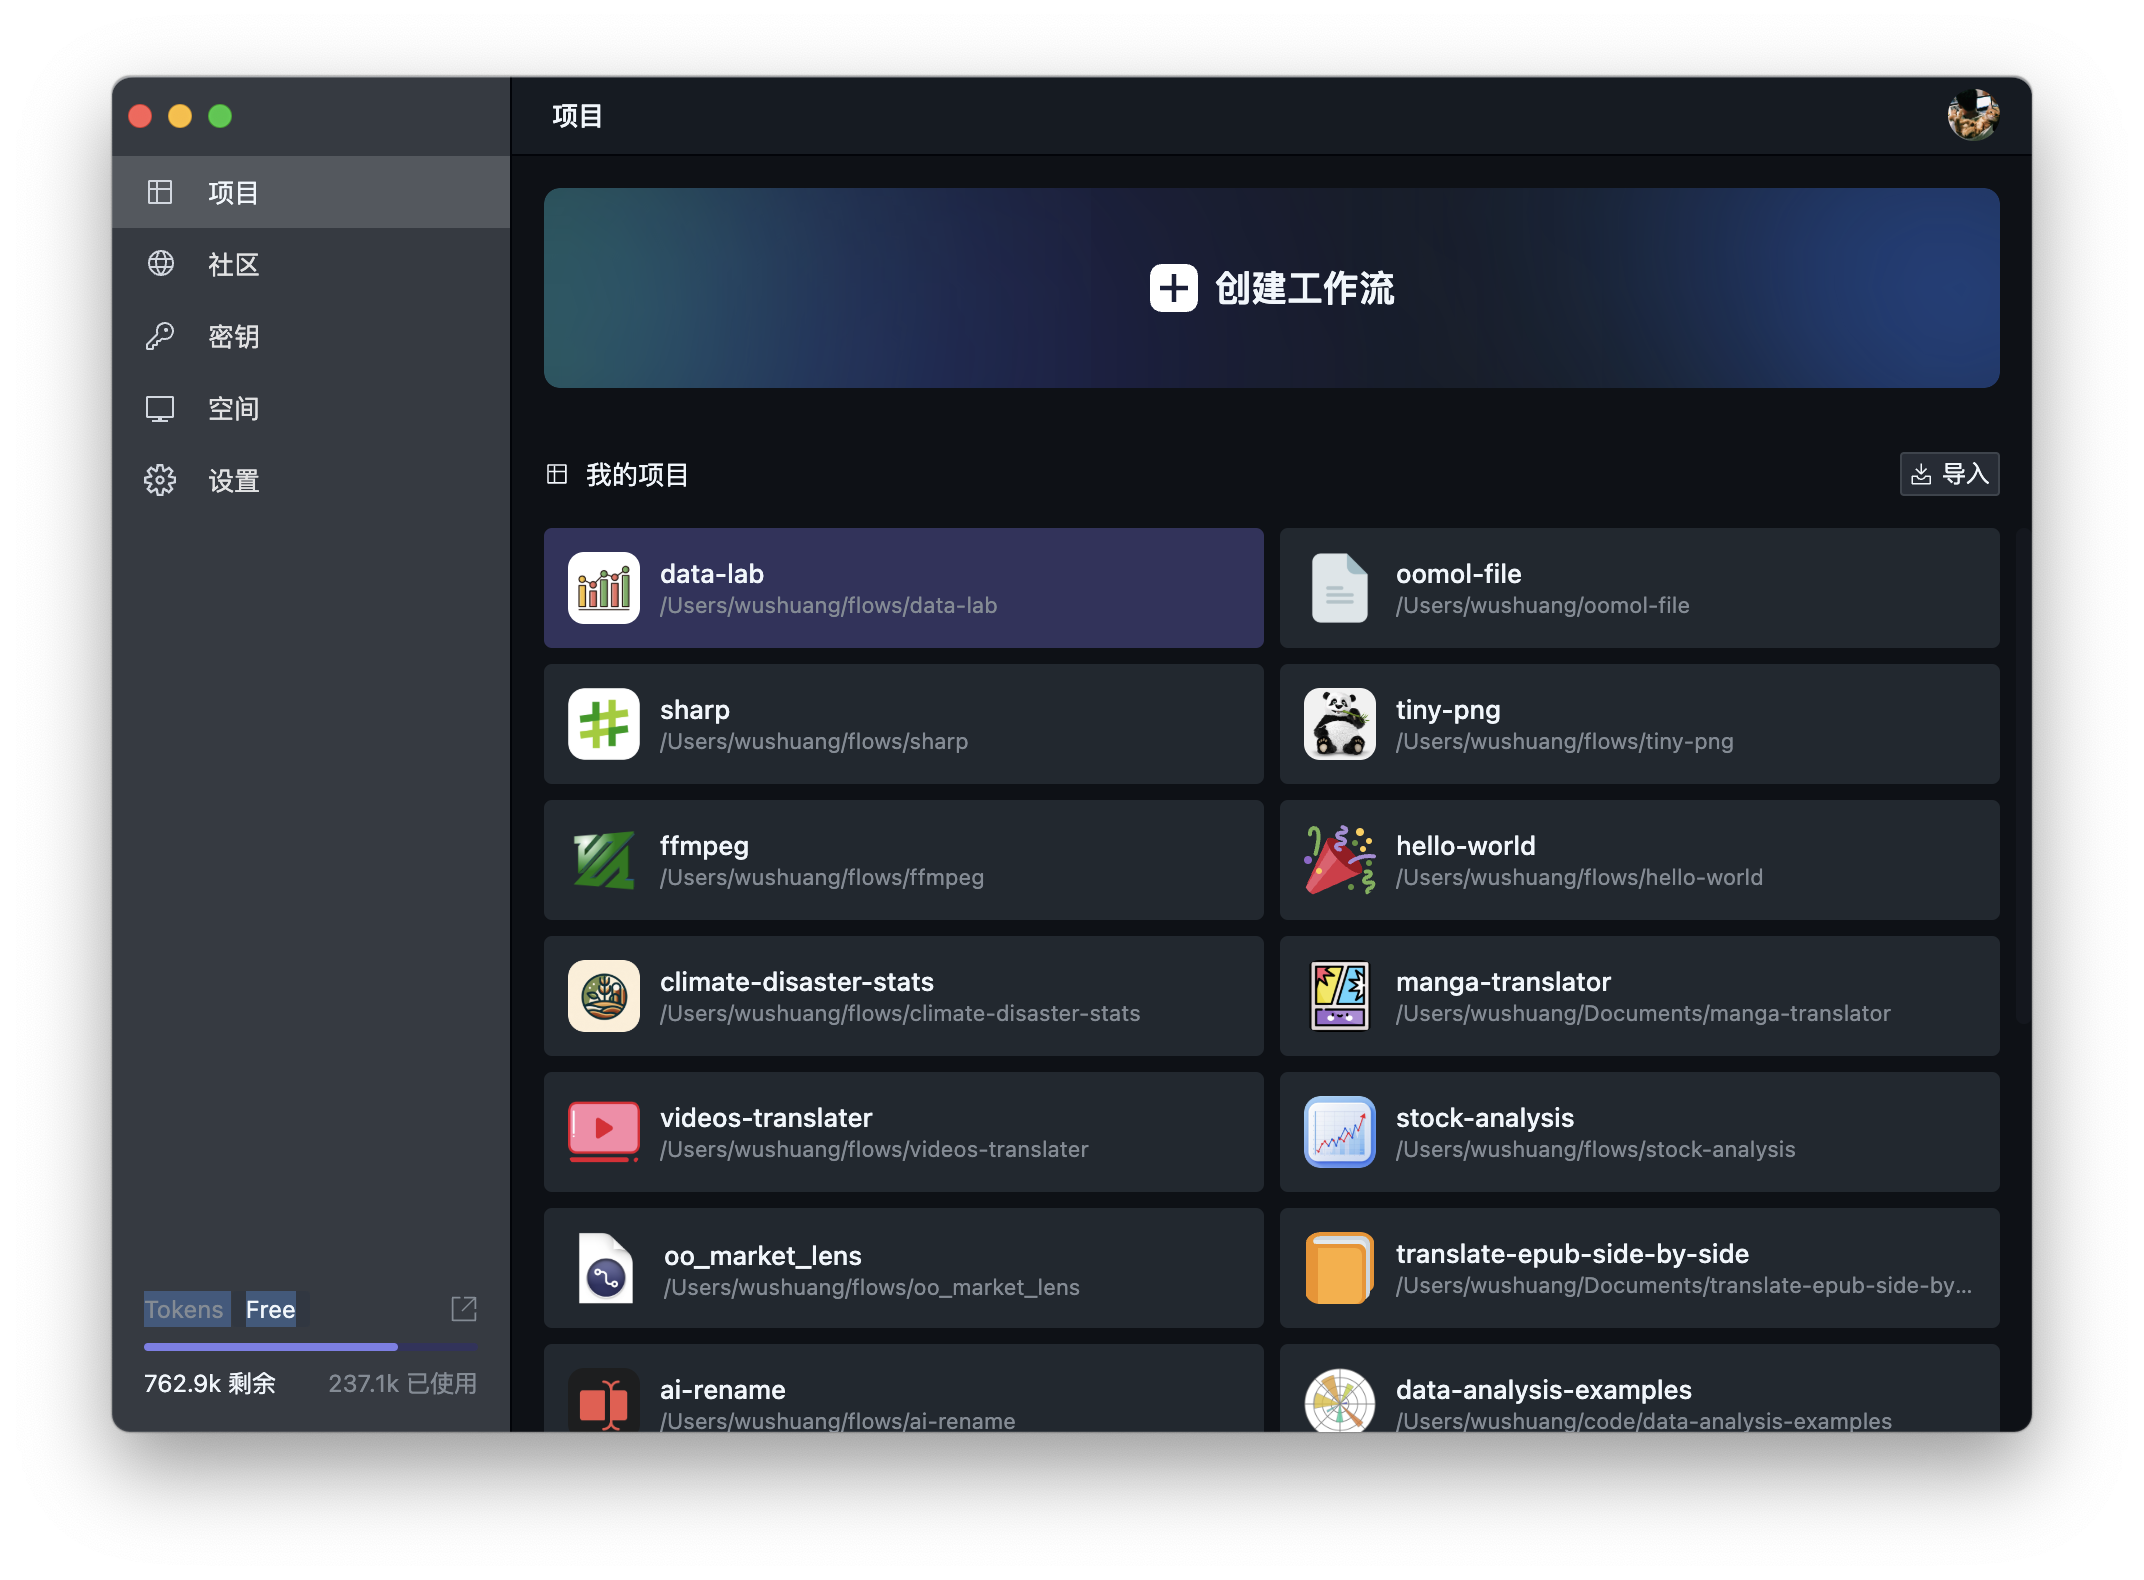 项目
社区
密钥
空间
设置
Tokens Free
762.9k 剩余 237.1k 已使用
项目
创建工作流
我的项目
导入
data-lab
/Users/wushuang/flows/data-lab
oomol-file
/Users/wushuang/oomol-file
sharp
/Users/wushuang/flows/sharp
tiny-png
/Users/wushuang/flows/tiny-png
ffmpeg
/Users/wushuang/flows/ffmpeg
hello-world
/Users/wushuang/flows/hello-world
climate-disaster-stats
/Users/wushuang/flows/climate-disaster-stats
manga-translator
/Users/wushuang/Documents/manga-translator
videos-translater
/Users/wushuang/flows/videos-translater
stock-analysis
/Users/wushuang/flows/stock-analysis
oo_market_lens
/Users/wushuang/flows/oo_market_lens
translate-epub-side-by-side
/Users/wushuang/Documents/translate-epub-side-by...
ai-rename
/Users/wushuang/flows/ai-rename
data-analysis-examples
/Users/wushuang/code/data-analysis-examples